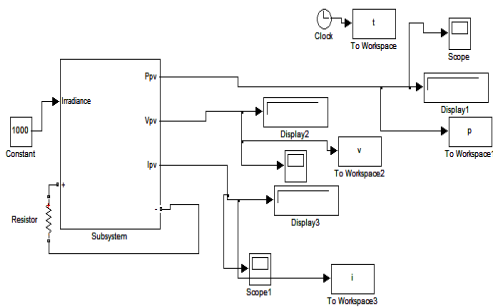 Clock
t
To Workspace
Scope
Ppv
Irradiance
Display1
1000
Constant
Vpv
Display2
p
To Workspace1
v
To Workspace2
Ipv
+
-
Resistor
Subsystem
Display3
Scope1
i
To Workspace3